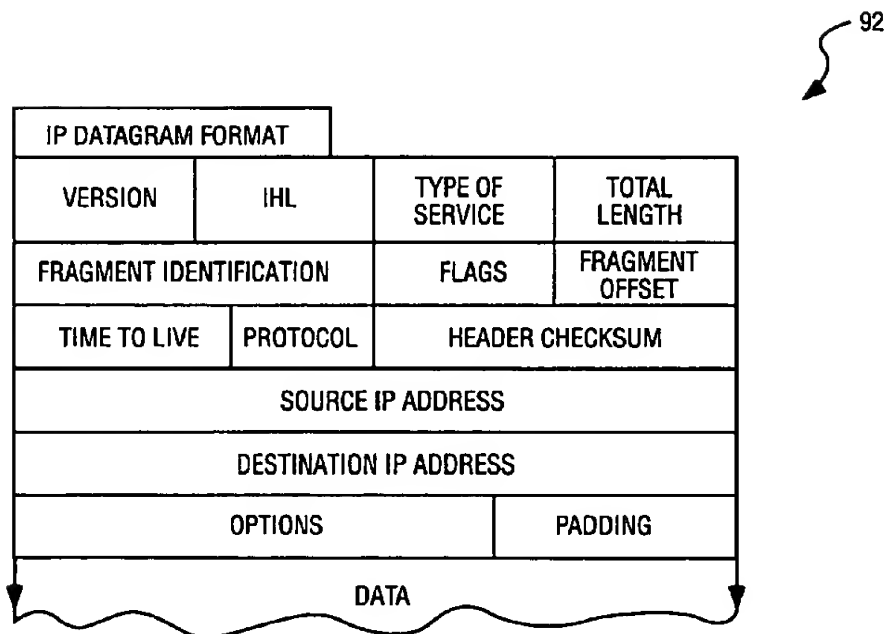 92
IP DATAGRAM FORMAT
VERSION IHL TYPE OF SERVICE TOTAL LENGTH
FRAGMENT IDENTIFICATION FLAGS FRAGMENT OFFSET
TIME TO LIVE PROTOCOL HEADER CHECKSUM
SOURCE IP ADDRESS
DESTINATION IP ADDRESS
OPTIONS PADDING
DATA